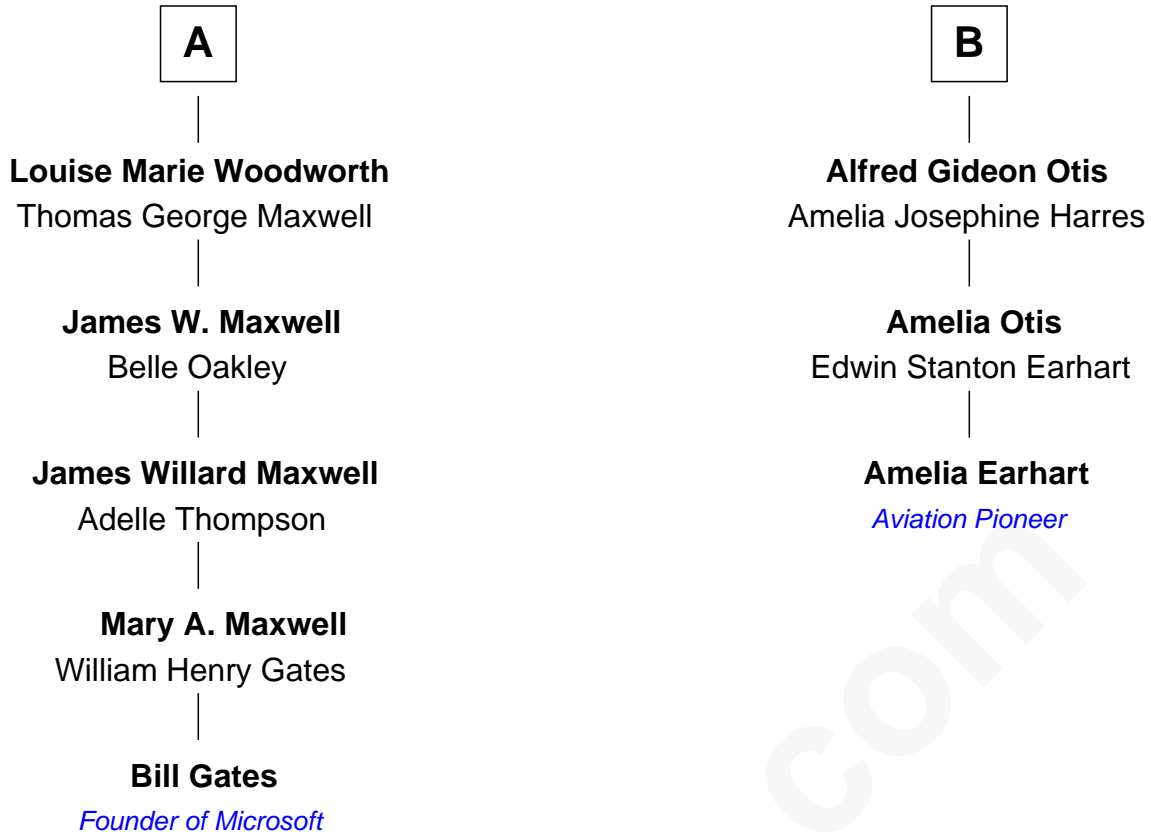 A
Louise Marie Woodworth
Thomas George Maxwell
James W. Maxwell
Belle Oakley
James Willard Maxwell
Adelle Thompson
Mary A. Maxwell
William Henry Gates
Bill Gates
Founder of Microsoft
B
Alfred Gideon Otis
Amelia Josephine Harres
Amelia Otis
Edwin Stanton Earhart
Amelia Earhart
Aviation Pioneer
com